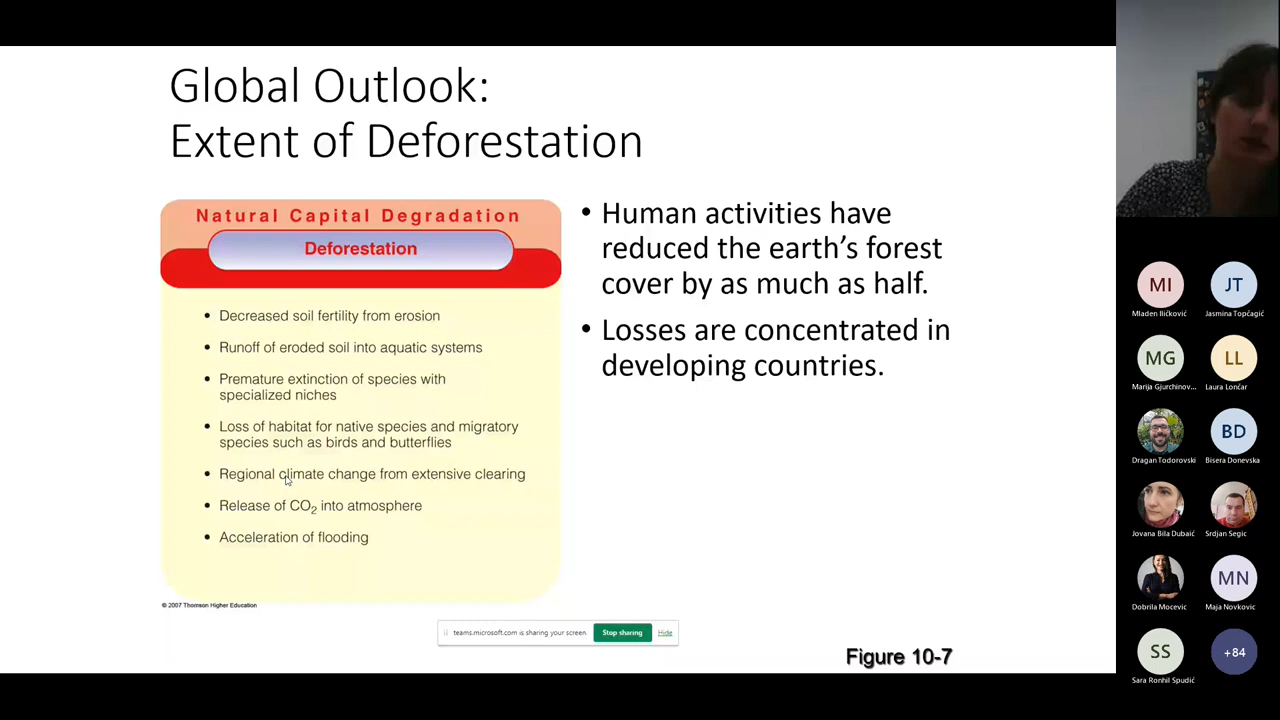 Global Outlook:
Extent of Deforestation
Natural Capital Degradation
Deforestation
• Decreased soil fertility from erosion
• Runoff of eroded soil into aquatic systems
• Premature extinction of species with
specialized niches
• Loss of habitat for native species and migratory
species such as birds and butterflies
• Regional climate change from extensive clearing
• Release of CO₂ into atmosphere
• Acceleration of flooding
© 2007 Thomson Higher Education
• Human activities have
reduced the earth's forest
cover by as much as half.
• Losses are concentrated in
developing countries.
teams.microsoft.com is sharing your screen.
Stop sharing
Hide
Figure 10-7
MI
Mladen Iličković
JT
Jasmina Topčagić
MG
Marija Gjurchinov...
LL
Laura Lončar
Dragan Todorovski
BD
Bisera Donevska
Jovana Bila Dubaić
Srdjan Segic
Dobrila Mocevic
MN
Maja Novkovic
SS
Sara Ronhil Spudić
+84